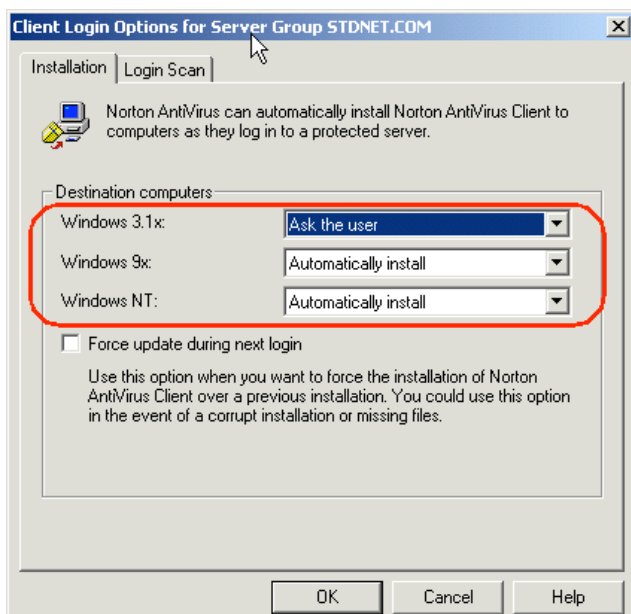 Client Login Options for Server Group STDNET.COM
Installation
Login Scan
Norton AntiVirus can automatically install Norton AntiVirus Client to
computers as they log in to a protected server.
Destination computers
Windows 3.1x:
Ask the user
Windows 9x:
Automatically install
Windows NT:
Automatically install
Force update during next login
Use this option when you want to force the installation of Norton
AntiVirus Client over a previous installation. You could use this option
in the event of a corrupt installation or missing files.
OK
Cancel
Help